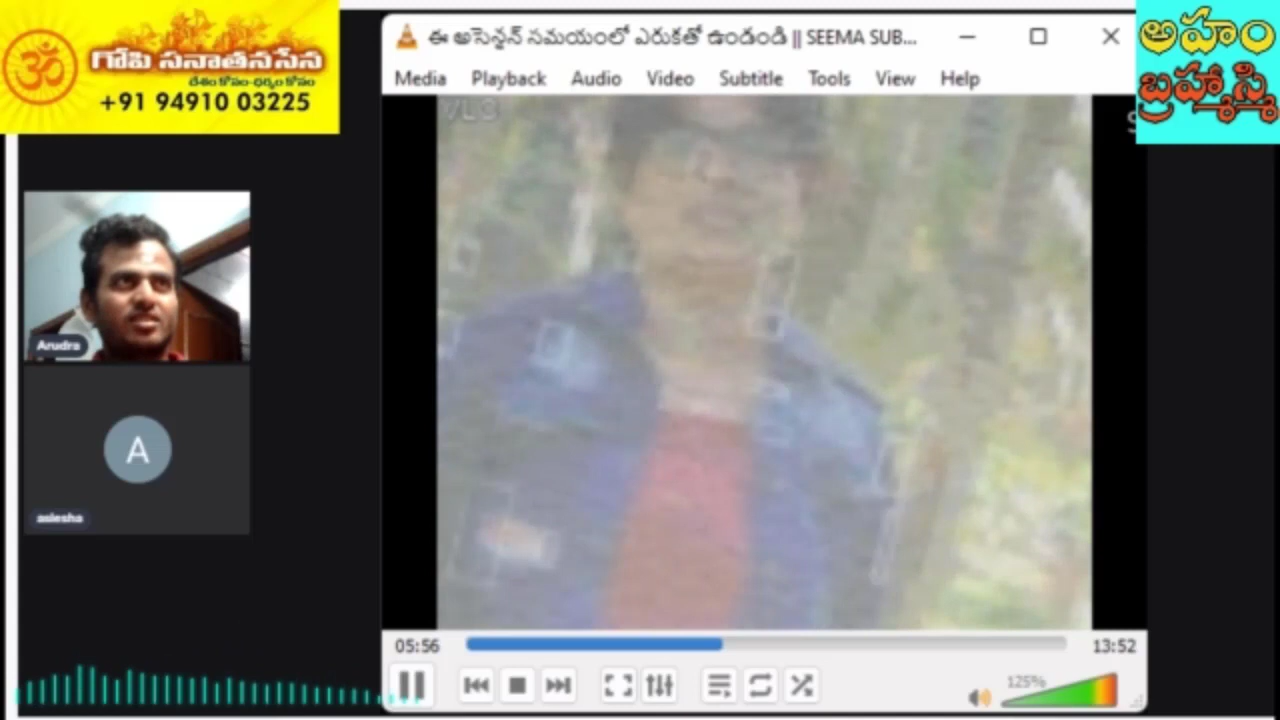 గోపి సనాతనసేన
దేశం కోసం-ధర్మం కోసం
+91 94910 03225
ఈ అసెన్షన్ సమయంలో ఎరుకతో ఉండండి || SEEMA SUB...
అహం
బ్రహ్మాస్మి
Media Playback Audio Video Subtitle Tools View Help
Arudra
A
aslesha
05:56
13:52
125%